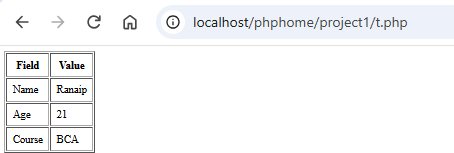 localhost/phphome/project1/t.php
Field Value
Name Ranaip
Age 21
Course BCA